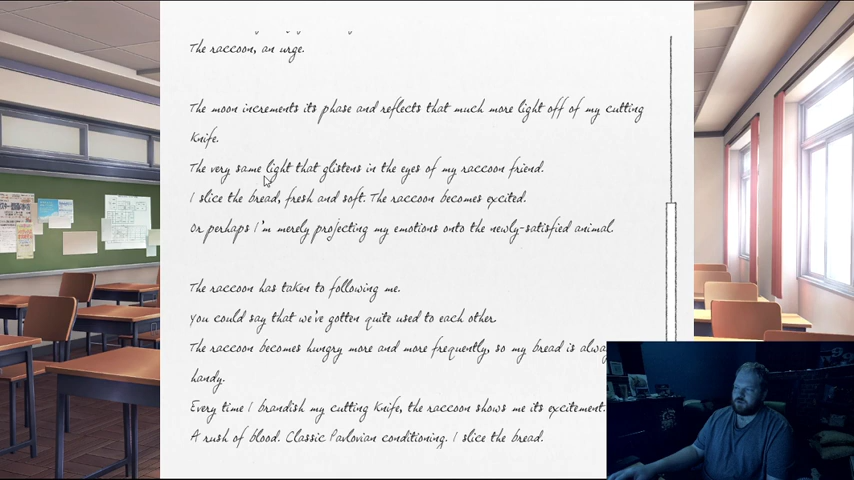 The raccoon, an urge.
The moon increments its phase and reflects that much more light off of my cutting
knife.
The very same light that glistens in the eyes of my raccoon friend.
I slice the bread, fresh and soft. The raccoon becomes excited.
Or perhaps I'm merely projecting my emotions onto the newly-satisfied animal.
The raccoon has taken to following me.
You could say that we've gotten quite used to each other.
The raccoon becomes hungry more and more frequently, so my bread is
handy.
Every time I brandish my cutting knife, the raccoon shows me its excitement.
A rush of blood. Classic Pavlovian conditioning. I slice the bread.